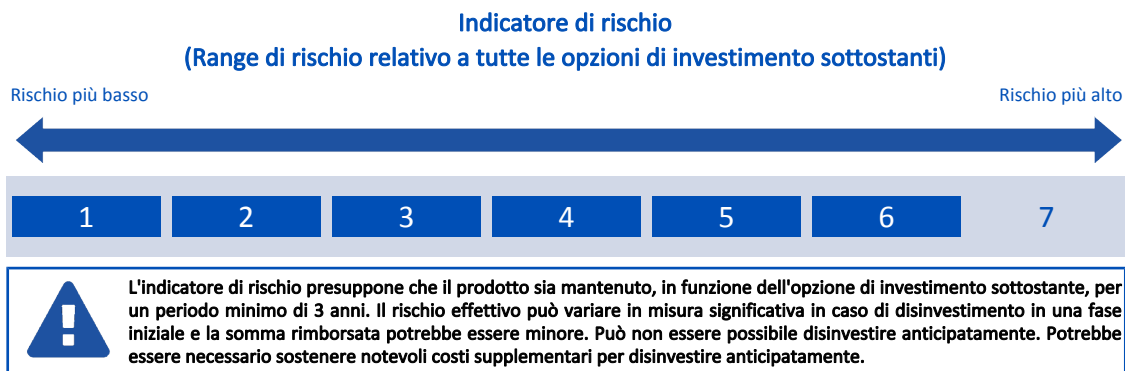 Indicatore di rischio
(Range di rischio relativo a tutte le opzioni di investimento sottostanti)
Rischio più basso Rischio più alto
1 2 3 4 5 6 7
L'indicatore di rischio presuppone che il prodotto sia mantenuto, in funzione dell'opzione di investimento sottostante, per
un periodo minimo di 3 anni. Il rischio effettivo può variare in misura significativa in caso di disinvestimento in una fase
iniziale e la somma rimborsata potrebbe essere minore. Può non essere possibile disinvestire anticipatamente. Potrebbe
essere necessario sostenere notevoli costi supplementari per disinvestire anticipatamente.